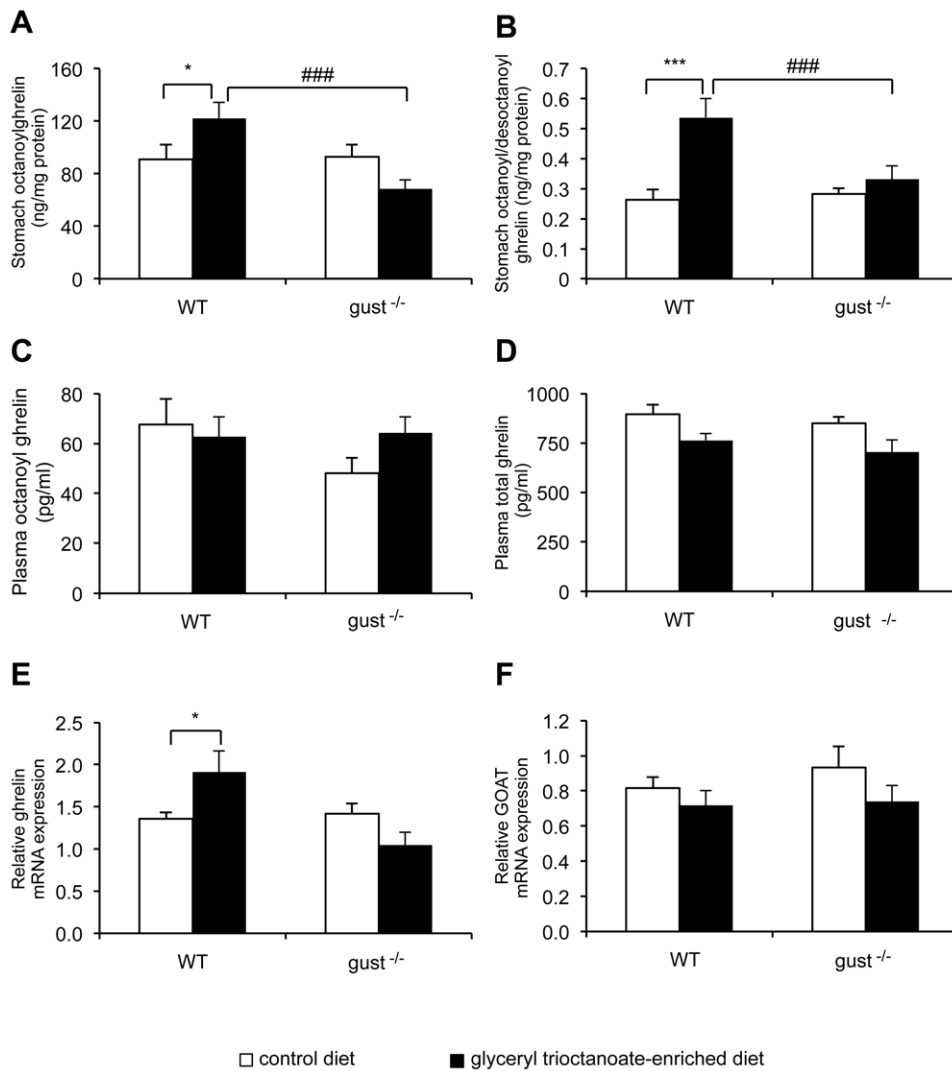 A
Stomach octanoylghrelin
(ng/mg protein)
160
120
80
40
0
*
###
WT
gust -/-
B
Stomach octanoyl/desoctanoyl
ghrelin (ng/mg protein)
0.7
0.6
0.5
0.4
0.3
0.2
0.1
0
***
###
WT
gust -/-
C
Plasma octanoyl ghrelin
(pg/ml)
80
60
40
20
0
WT
gust -/-
D
Plasma total ghrelin
(pg/ml)
1000
750
500
250
0
WT
gust -/-
E
Relative ghrelin
mRNA expression
2.5
2.0
1.5
1.0
0.5
0.0
*
WT
gust -/-
F
Relative GOAT
mRNA expression
1.2
1.0
0.8
0.6
0.4
0.2
0.0
WT
gust -/-
control diet
glyceryl trioctanoate-enriched diet